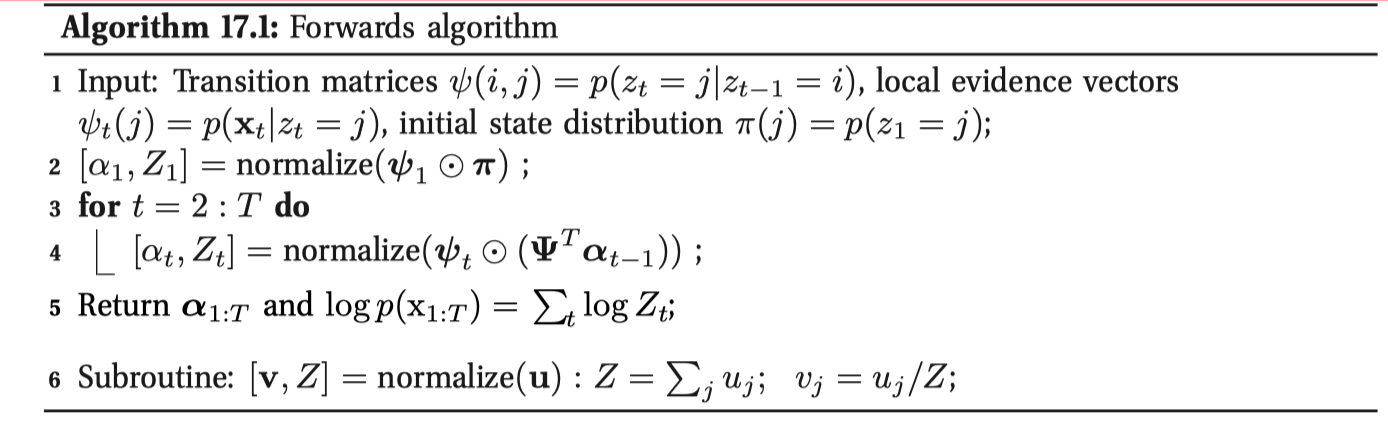 Algorithm 17.1: Forwards algorithm
1 Input: Transition matrices ψ(i, j) = p(z_t = j|z_{t−1} = i), local evidence vectors
ψ_t(j) = p(𝐱_t|z_t = j), initial state distribution π(j) = p(z_1 = j);
2 [α_1, Z_1] = normalize(𝛙_1 ⊙ 𝛑) ;
3 for t = 2 : T do
4 [α_t, Z_t] = normalize(𝛙_t ⊙ (𝚿^T 𝛂_{t−1})) ;
5 Return 𝛂_{1:T} and log p(𝐱_{1:T}) = ∑_t log Z_t;
6 Subroutine: [𝐯, Z] = normalize(𝐮) : Z = ∑_j u_j; v_j = u_j/Z;